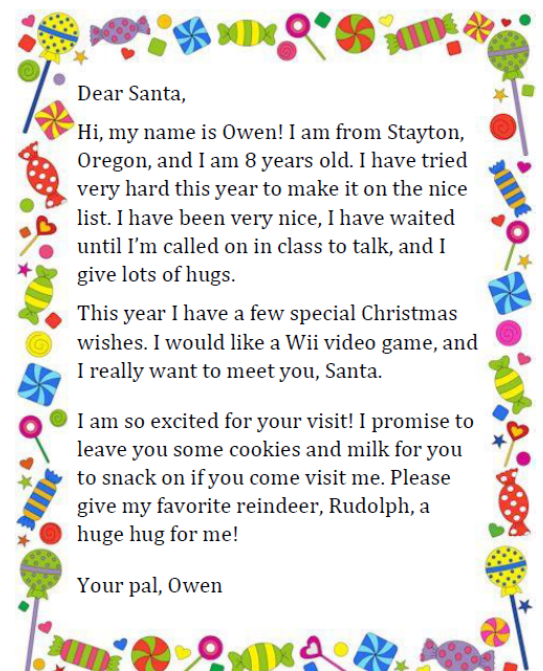 Dear Santa,
Hi, my name is Owen! I am from Stayton,
Oregon, and I am 8 years old. I have tried
very hard this year to make it on the nice
list. I have been very nice, I have waited
until I’m called on in class to talk, and I
give lots of hugs.
This year I have a few special Christmas
wishes. I would like a Wii video game, and
I really want to meet you, Santa.
I am so excited for your visit! I promise to
leave you some cookies and milk for you
to snack on if you come visit me. Please
give my favorite reindeer, Rudolph, a
huge hug for me!
Your pal, Owen